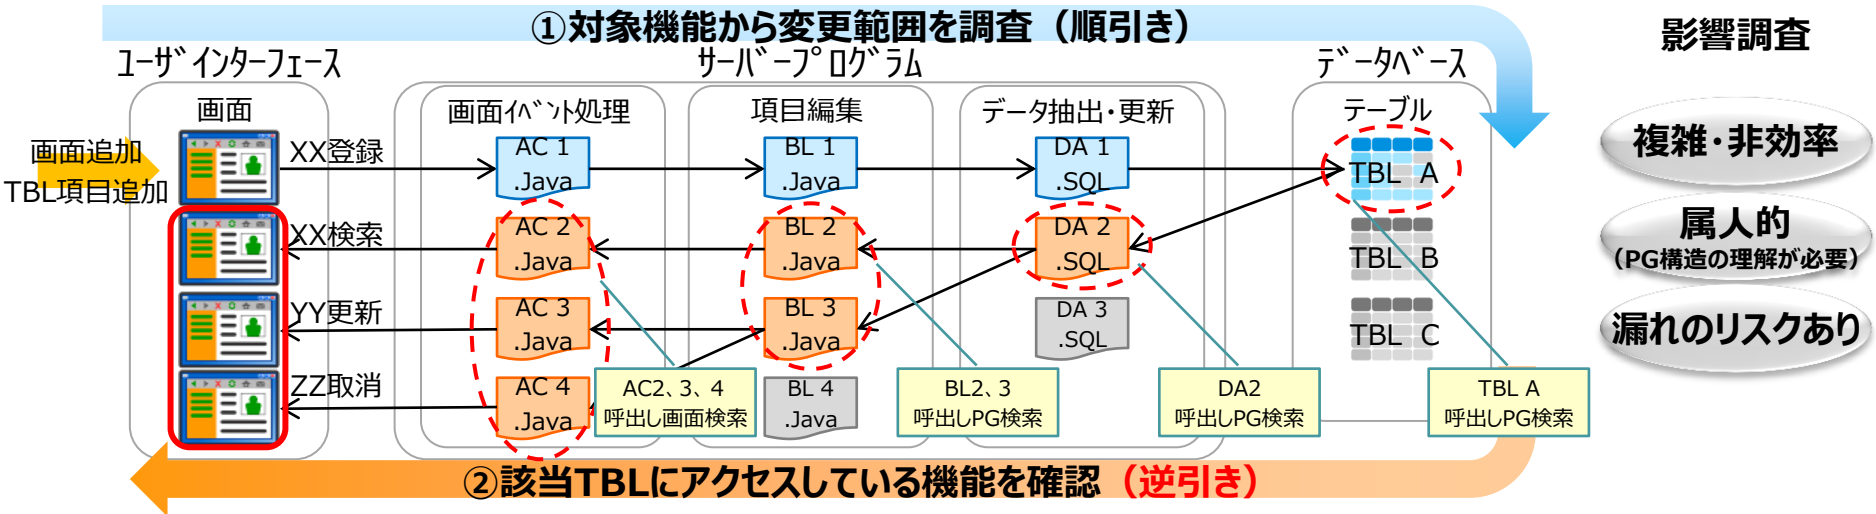 ①対象機能から変更範囲を調査（順引き）
影響調査
ﾕｰｻﾞｲﾝﾀｰﾌｪｰｽ
ｻｰﾊﾞｰﾌﾟﾛｸﾞﾗﾑ
ﾃﾞｰﾀﾍﾞｰｽ
画面
画面ｲﾍﾞﾝﾄ処理
項目編集
データ抽出・更新
テーブル
画面追加
TBL項目追加
XX登録
AC 1
.Java
BL 1
.Java
DA 1
.SQL
TBL A
複雑・非効率
XX検索
AC 2
.Java
BL 2
.Java
DA 2
.SQL
TBL B
属人的
（PG構造の理解が必要）
YY更新
AC 3
.Java
BL 3
.Java
DA 3
.SQL
TBL C
漏れのリスクあり
ZZ取消
AC 4
.Java
AC2、3、4
呼出し画面検索
BL 4
.Java
BL2、3
呼出しPG検索
DA2
呼出しPG検索
TBL A
呼出しPG検索
②該当TBLにアクセスしている機能を確認（逆引き）